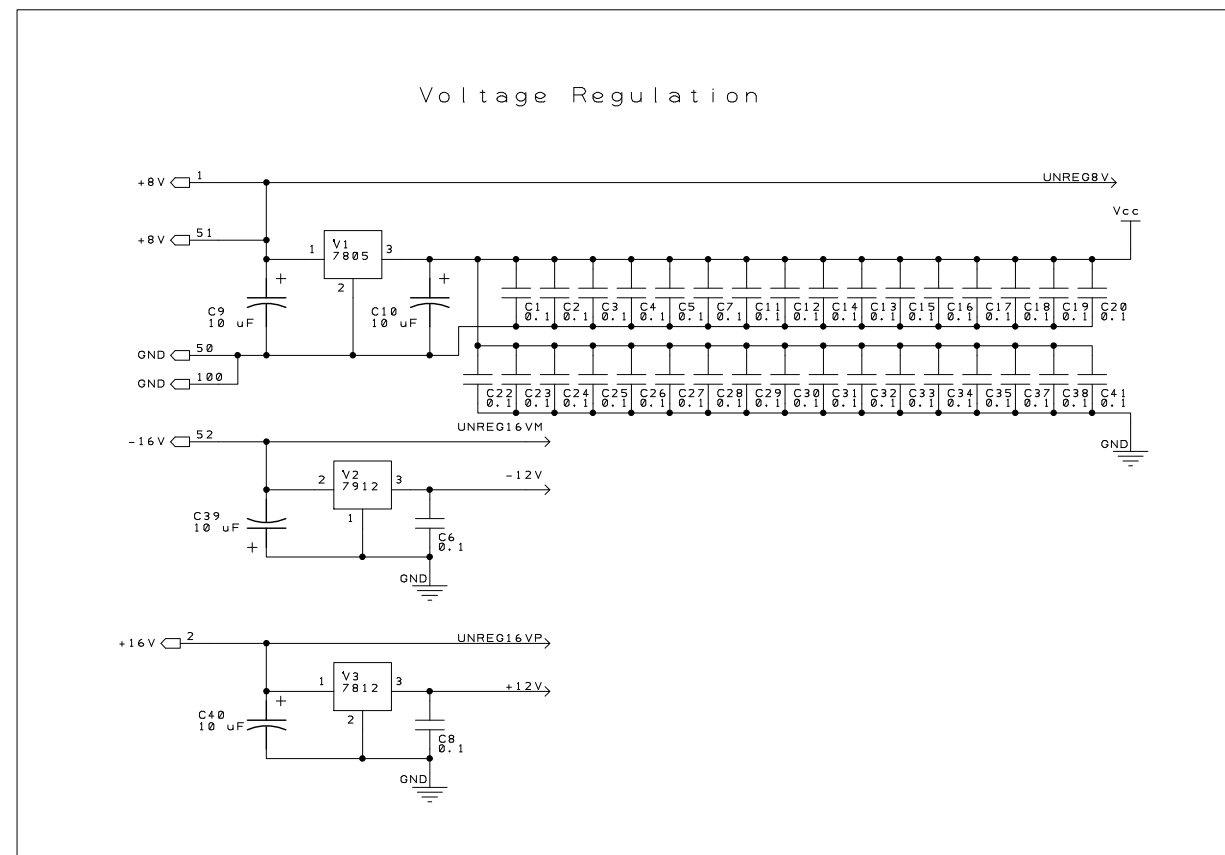 Voltage Regulation
+8V 1
UNREG8V
Vcc
+8V 51
1 V1 3
7805
2
+
+
C9
10 uF
C10
10 uF
C1 C2 C3 C4 C5 C7 C11 C12 C14 C13 C15 C16 C17 C18 C19 C20
0.1 0.1 0.1 0.1 0.1 0.1 0.1 0.1 0.1 0.1 0.1 0.1 0.1 0.1 0.1 0.1
GND 50
GND 100
C22 C23 C24 C25 C26 C27 C28 C29 C30 C31 C32 C33 C34 C35 C37 C38 C41
0.1 0.1 0.1 0.1 0.1 0.1 0.1 0.1 0.1 0.1 0.1 0.1 0.1 0.1 0.1 0.1 0.1
GND
-16V 52
UNREG16VM
2 V2 3
7912
1
-12V
C39
10 uF
+
C6
0.1
GND
+16V 2
UNREG16VP
1 V3 3
7812
2
+12V
+
C40
10 uF
C8
0.1
GND